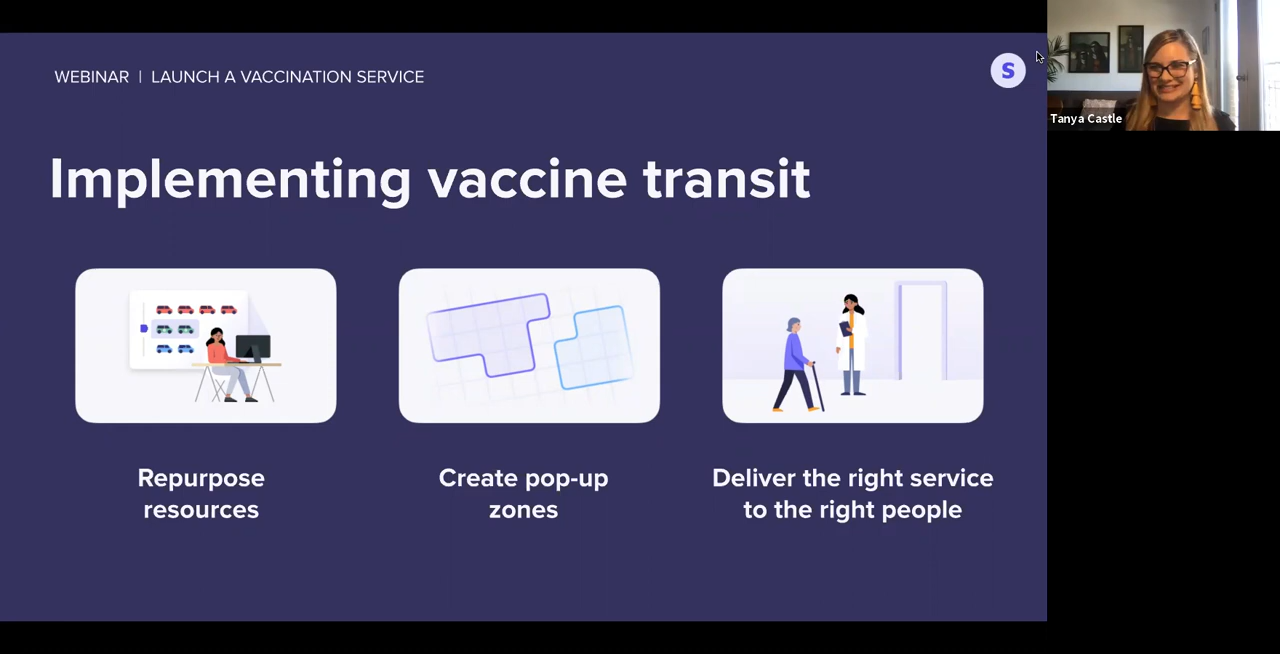 WEBINAR | LAUNCH A VACCINATION SERVICE
S
Tanya Castle
Implementing vaccine transit
Repurpose
resources
Create pop-up
zones
Deliver the right service
to the right people